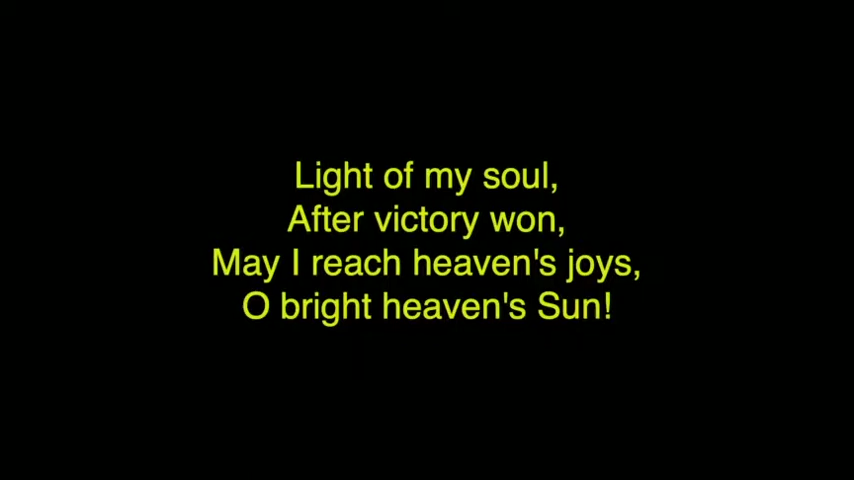 Light of my soul,
After victory won,
May I reach heaven's joys,
O bright heaven's Sun!